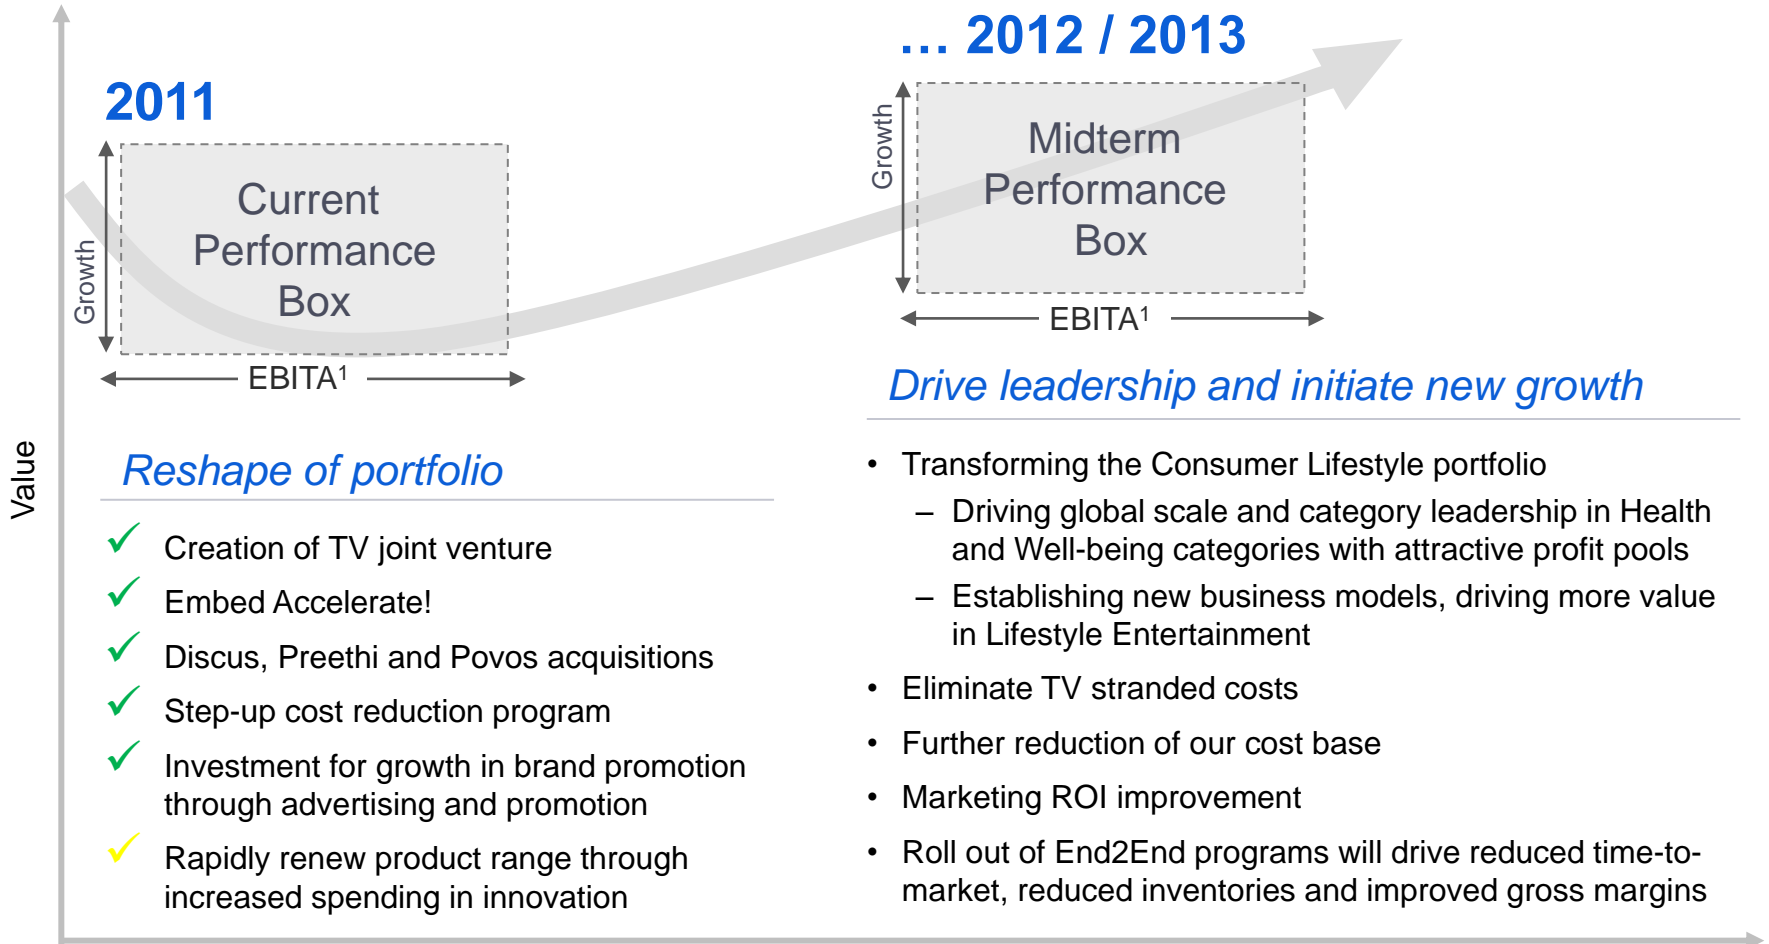 Value
2011
Growth
Current
Performance
Box
EBITA¹
Reshape of portfolio
✓ Creation of TV joint venture
✓ Embed Accelerate!
✓ Discus, Preethi and Povos acquisitions
✓ Step-up cost reduction program
✓ Investment for growth in brand promotion
through advertising and promotion
✓ Rapidly renew product range through
increased spending in innovation
… 2012 / 2013
Growth
Midterm
Performance
Box
EBITA¹
Drive leadership and initiate new growth
• Transforming the Consumer Lifestyle portfolio
– Driving global scale and category leadership in Health
and Well-being categories with attractive profit pools
– Establishing new business models, driving more value
in Lifestyle Entertainment
• Eliminate TV stranded costs
• Further reduction of our cost base
• Marketing ROI improvement
• Roll out of End2End programs will drive reduced time-to-
market, reduced inventories and improved gross margins